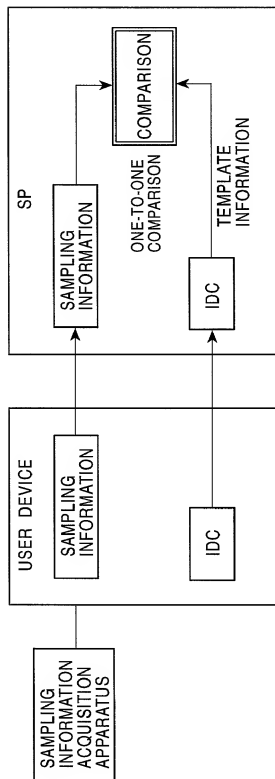 SAMPLING
INFORMATION
ACQUISITION
APPARATUS
USER DEVICE
SAMPLING
INFORMATION
IDC
SP
SAMPLING
INFORMATION
COMPARISON
ONE-TO-ONE
COMPARISON
IDC
TEMPLATE
INFORMATION